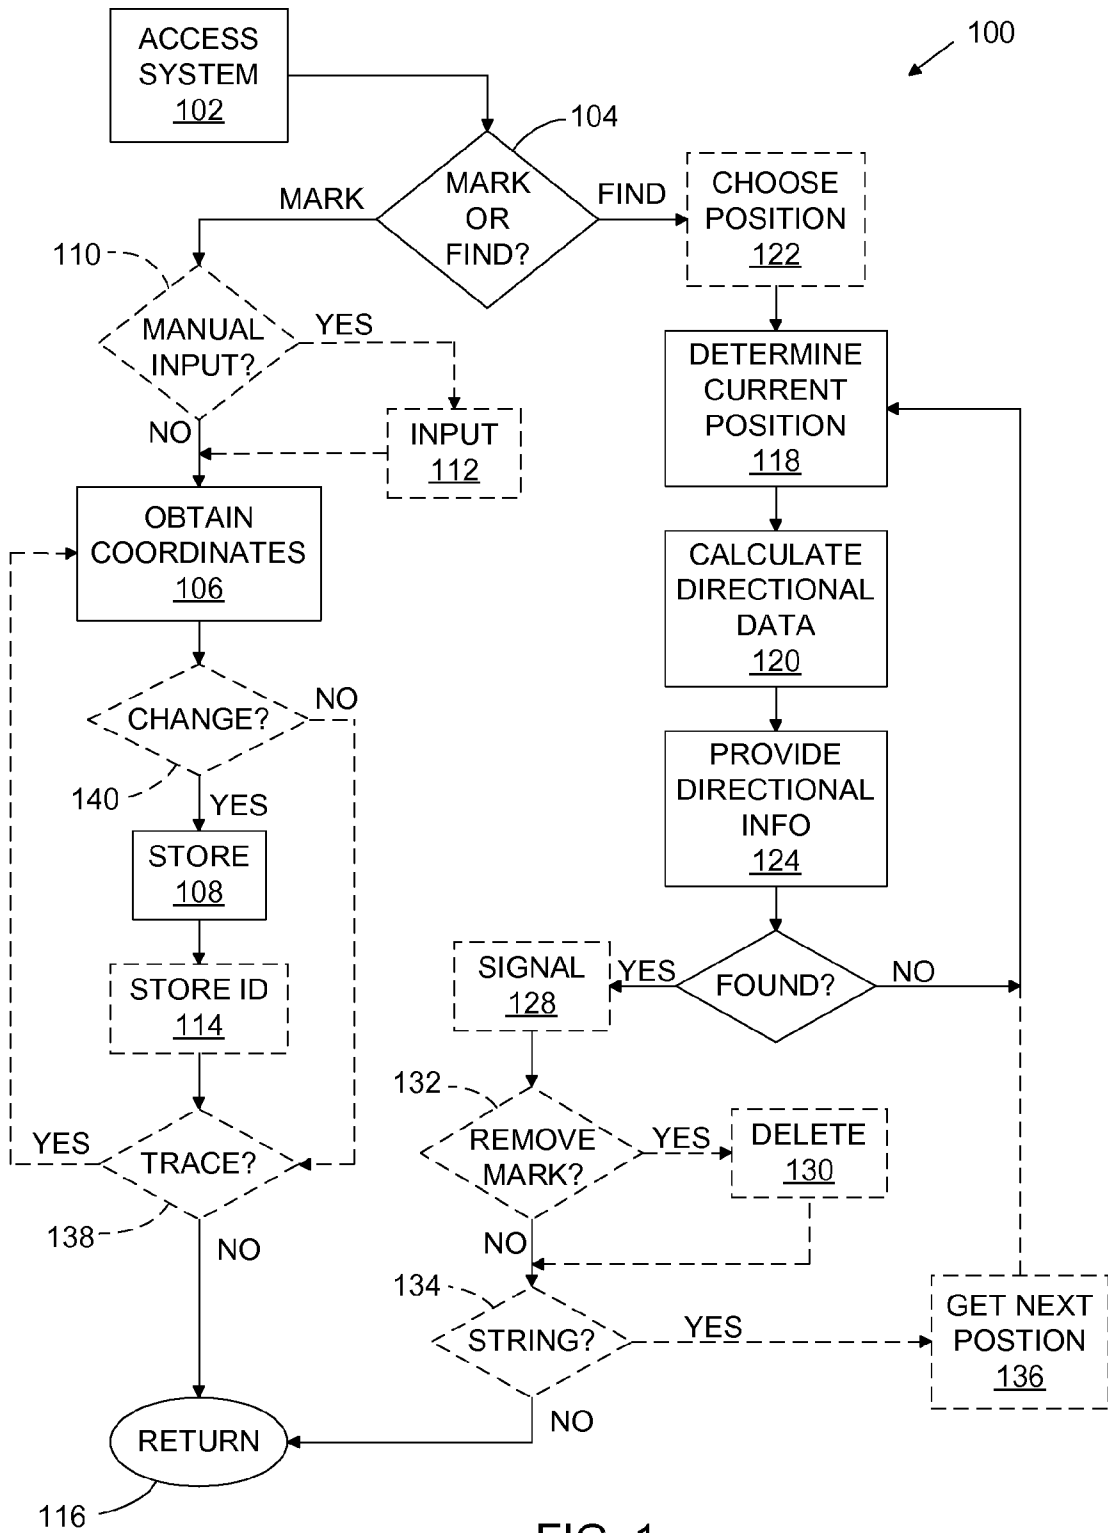 100
ACCESS
SYSTEM
102
104
MARK
OR
FIND?
MARK
FIND
CHOOSE
POSITION
122
110
MANUAL
INPUT?
YES
NO
INPUT
112
DETERMINE
CURRENT
POSITION
118
OBTAIN
COORDINATES
106
CALCULATE
DIRECTIONAL
DATA
120
CHANGE?
NO
140
YES
PROVIDE
DIRECTIONAL
INFO
124
STORE
108
STORE ID
114
SIGNAL
128
YES
FOUND?
NO
132
REMOVE
MARK?
YES
DELETE
130
NO
YES
TRACE?
138
NO
134
STRING?
YES
GET NEXT
POSTION
136
NO
RETURN
116
FIG. 1